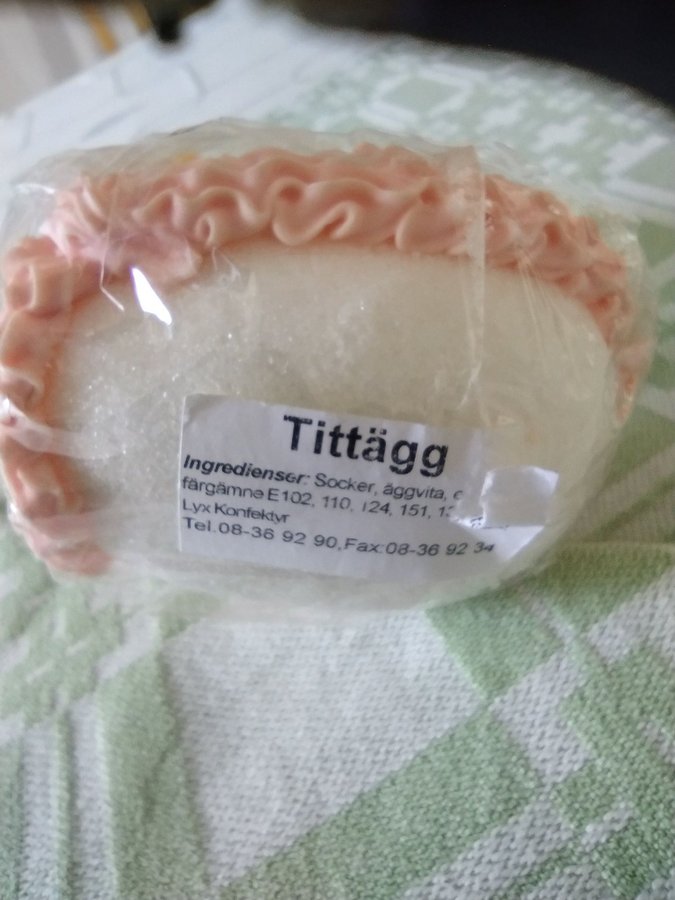 Tittägg
Ingredienser: Socker, äggvita,
färgämne E102, 110, 124, 151,
Lyx Konfektyr
Tel.08-36 92 90,Fax:08-36 92 34